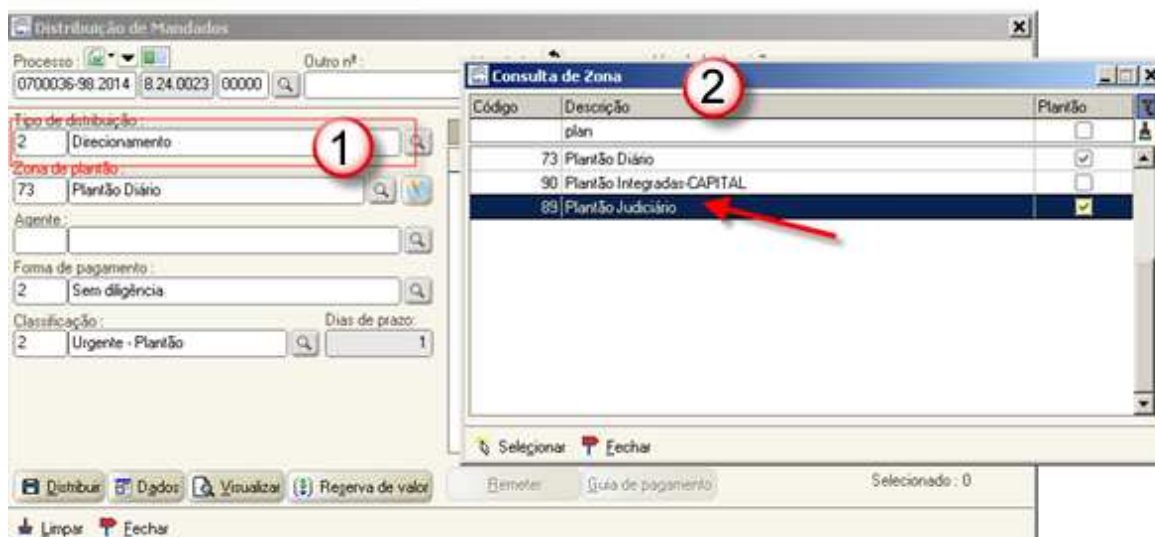 Distribuição de Mandados
Processo :
Outro nº :
0700036-98.2014 8.24.0023 00000
Tipo de distribuição :
2 Direcionamento
1
Zona de plantão :
73 Plantão Diário
Agente :
Forma de pagamento :
2 Sem diligência
Classificação :
Dias de prazo:
2 Urgente - Plantão
1
Distribuir Dados Visualizar Reserva de valor
Remeter Guia de pagamento Selecionado : 0
Limpar Fechar
Consulta de Zona
2
Código Descrição Plantão
plan
73 Plantão Diário
90 Plantão Integradas-CAPITAL
89 Plantão Judiciário
Selecionar Fechar